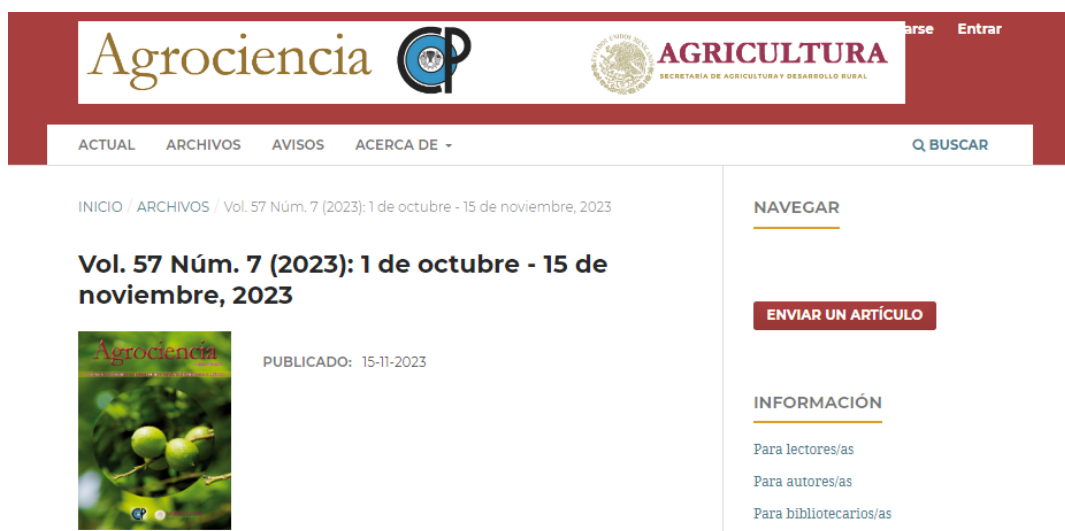 Agrociencia
CP
AGRICULTURA
SECRETARÍA DE AGRICULTURA Y DESARROLLO RURAL
arse Entrar
ACTUAL ARCHIVOS AVISOS ACERCA DE
BUSCAR
INICIO / ARCHIVOS / Vol. 57 Núm. 7 (2023): 1 de octubre - 15 de noviembre, 2023
Vol. 57 Núm. 7 (2023): 1 de octubre - 15 de
noviembre, 2023
Agrociencia
PUBLICADO: 15-11-2023
NAVEGAR
ENVIAR UN ARTÍCULO
INFORMACIÓN
Para lectores/as
Para autores/as
Para bibliotecarios/as